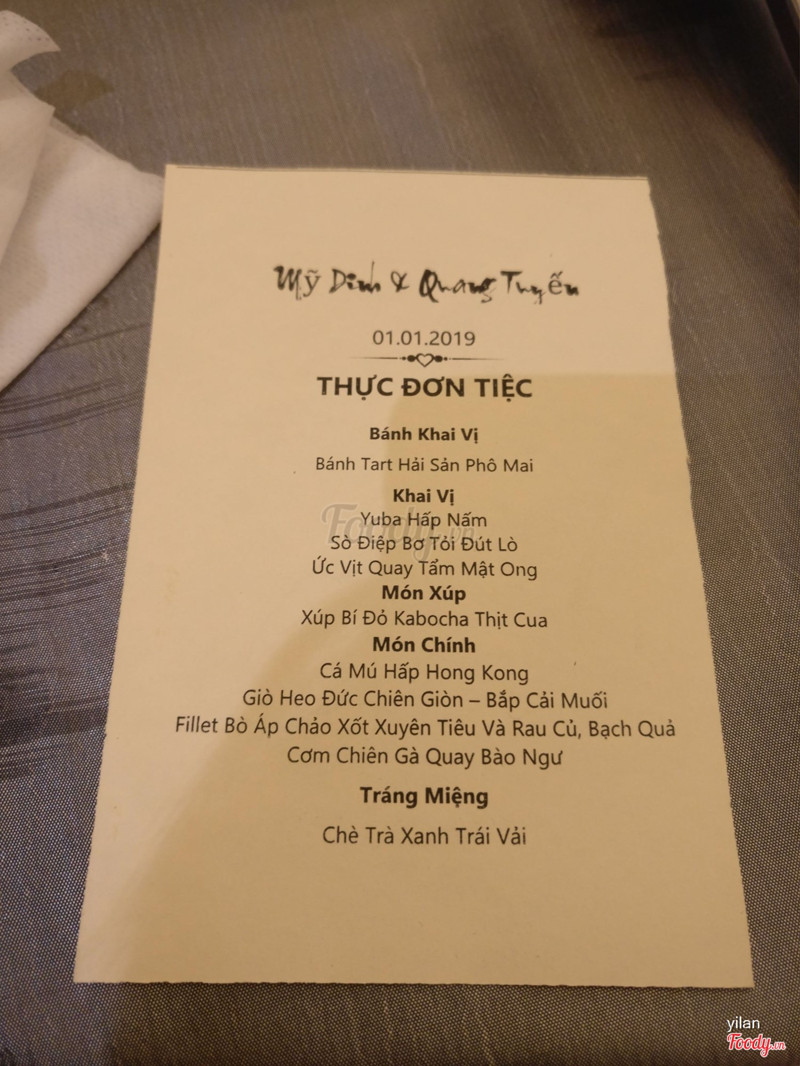 Mỹ Dinh & Quang Tuyến
01.01.2019
THỰC ĐƠN TIỆC
Bánh Khai Vị
Bánh Tart Hải Sản Phô Mai
Khai Vị
Yuba Hấp Nấm
Sò Điệp Bơ Tỏi Đút Lò
Ức Vịt Quay Tẩm Mật Ong
Món Xúp
Xúp Bí Đỏ Kabocha Thịt Cua
Món Chính
Cá Mú Hấp Hong Kong
Giò Heo Đức Chiên Giòn – Bắp Cải Muối
Fillet Bò Áp Chảo Xốt Xuyên Tiêu Và Rau Củ, Bạch Quả
Cơm Chiên Gà Quay Bào Ngư
Tráng Miệng
Chè Trà Xanh Trái Vải
Foody.vn
yilan
Foody.vn